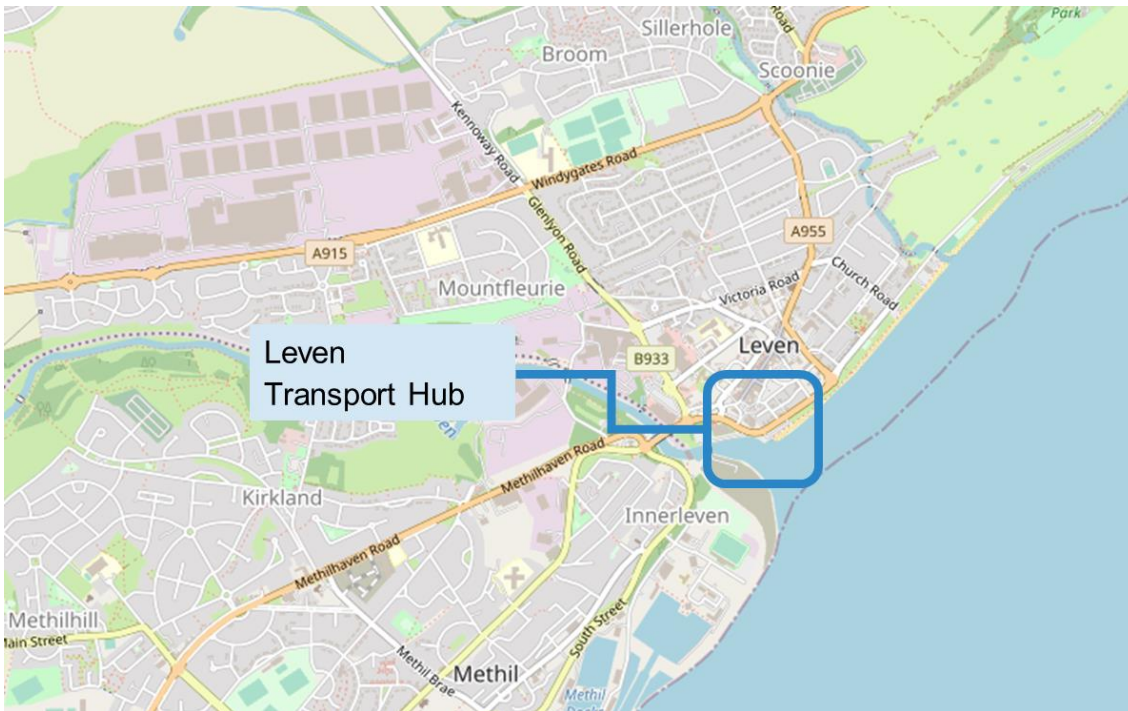 Park
Sillerhole
Broom
Scoonie
Kennoway Road
Windygates Road
Glenlyon Road
A955
A915
Church Road
Mountfleurie
Victoria Road
Leven
Transport Hub
B933
Leven
Methilhaven Road
Kirkland
Innerleven
Methilhaven Road
Methilhill
Main Street
South Street
Methil Brae
Methil
Methil